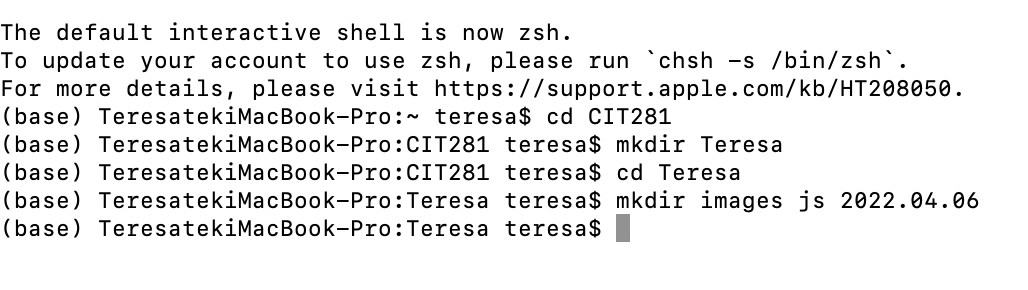 The default interactive shell is now zsh.
To update your account to use zsh, please run `chsh -s /bin/zsh`.
For more details, please visit https://support.apple.com/kb/HT208050.
(base) TeresatekiMacBook-Pro:~ teresa$ cd CIT281
(base) TeresatekiMacBook-Pro:CIT281 teresa$ mkdir Teresa
(base) TeresatekiMacBook-Pro:CIT281 teresa$ cd Teresa
(base) TeresatekiMacBook-Pro:Teresa teresa$ mkdir images js 2022.04.06
(base) TeresatekiMacBook-Pro:Teresa teresa$